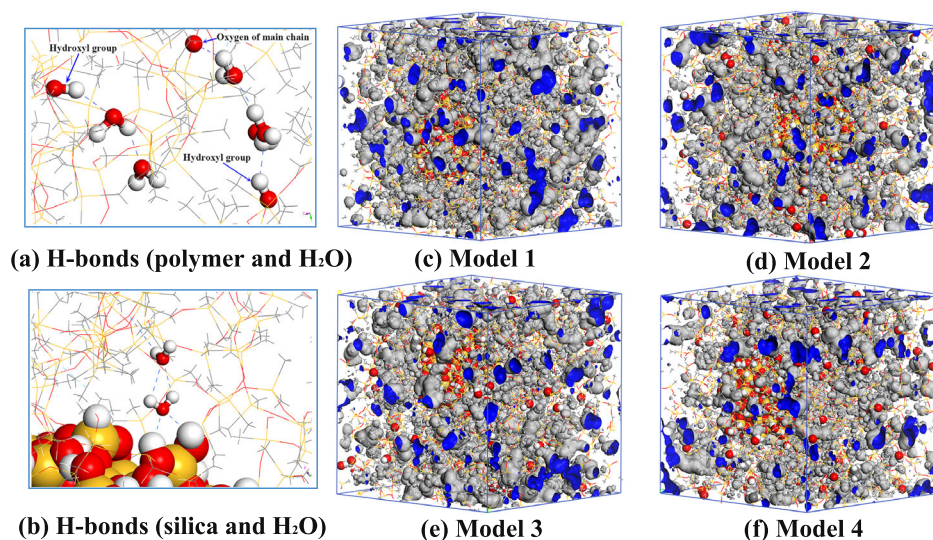 Hydroxyl group
Oxygen of main chain
Hydroxyl group
(a) H-bonds (polymer and H₂O)
(c) Model 1
(d) Model 2
(b) H-bonds (silica and H₂O)
(e) Model 3
(f) Model 4